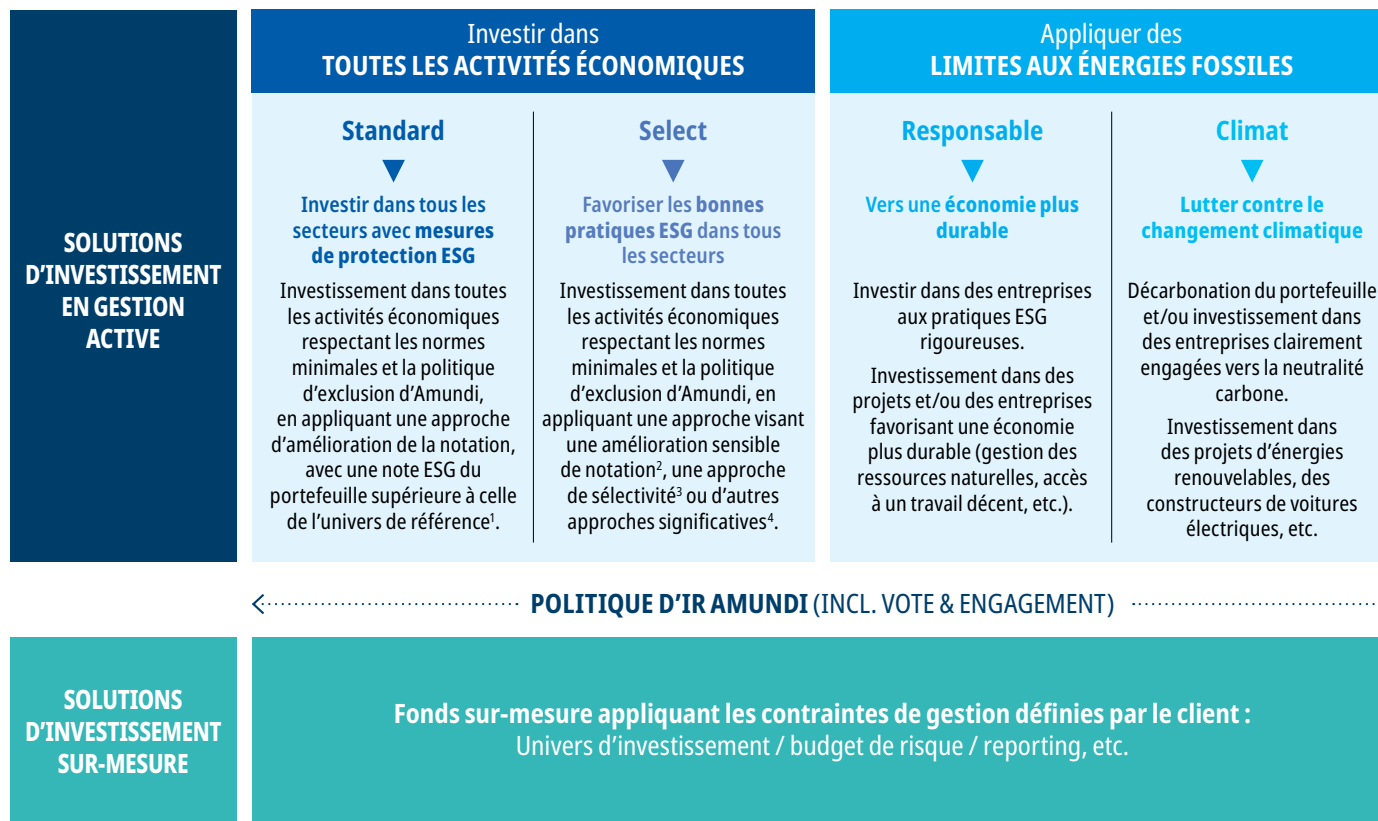 SOLUTIONS
D'INVESTISSEMENT
EN GESTION
ACTIVE
Investir dans
TOUTES LES ACTIVITÉS ÉCONOMIQUES
Standard
Investir dans tous les
secteurs avec mesures
de protection ESG
Investissement dans toutes
les activités économiques
respectant les normes
minimales et la politique
d'exclusion d'Amundi,
en appliquant une approche
d'amélioration de la notation,
avec une note ESG du
portefeuille supérieure à celle
de l'univers de référence¹.
Select
Favoriser les bonnes
pratiques ESG dans tous
les secteurs
Investissement dans toutes
les activités économiques
respectant les normes
minimales et la politique
d'exclusion d'Amundi, en
appliquant une approche visant
une amélioration sensible
de notation², une approche
de sélectivité³ ou d'autres
approches significatives⁴.
Appliquer des
LIMITES AUX ÉNERGIES FOSSILES
Responsable
Vers une économie plus
durable
Investir dans des entreprises
aux pratiques ESG
rigoureuses.
Investissement dans des
projets et/ou des entreprises
favorisant une économie
plus durable (gestion des
ressources naturelles, accès
à un travail décent, etc.).
Climat
Lutter contre le
changement climatique
Décarbonation du portefeuille
et/ou investissement dans
des entreprises clairement
engagées vers la neutralité
carbone.
Investissement dans
des projets d'énergies
renouvelables, des
constructeurs de voitures
électriques, etc.
POLITIQUE D'IR AMUNDI (INCL. VOTE & ENGAGEMENT)
SOLUTIONS
D'INVESTISSEMENT
SUR-MESURE
Fonds sur-mesure appliquant les contraintes de gestion définies par le client :
Univers d'investissement / budget de risque / reporting, etc.